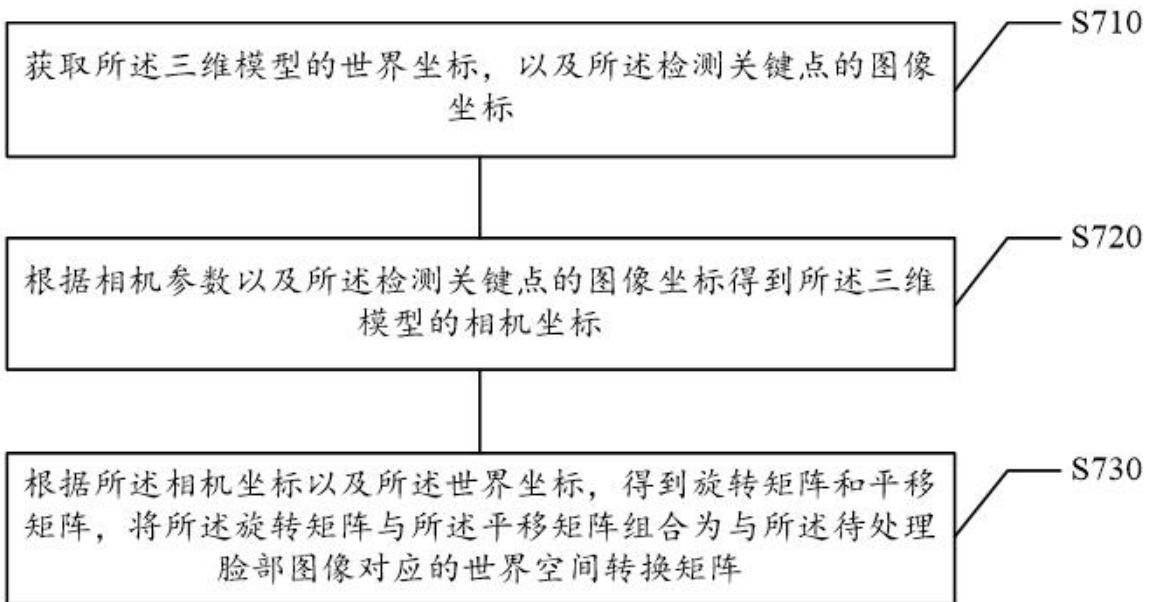 S710
获取所述三维模型的世界坐标，以及所述检测关键点的图像
坐标
S720
根据相机参数以及所述检测关键点的图像坐标得到所述三维
模型的相机坐标
S730
根据所述相机坐标以及所述世界坐标，得到旋转矩阵和平移
矩阵，将所述旋转矩阵与所述平移矩阵组合为与所述待处理
脸部图像对应的世界空间转换矩阵